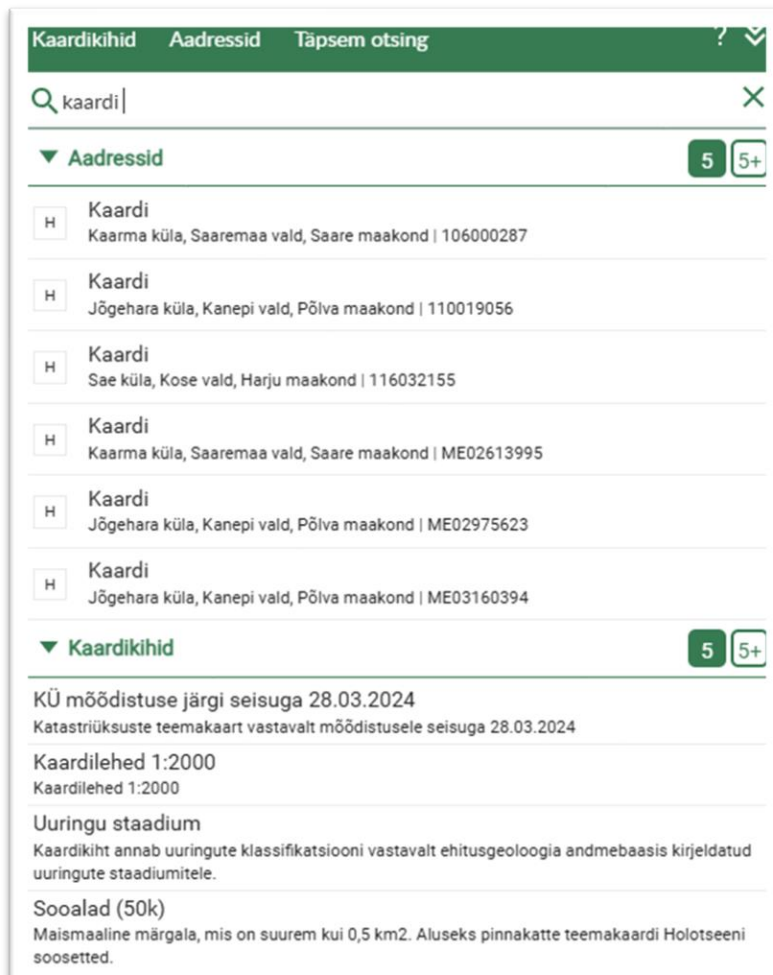 Kaardikihid Aadressid Täpsem otsing ?
kaardi
Aadressid 5 5+
H Kaardi
Kaarma küla, Saaremaa vald, Saare maakond | 106000287
H Kaardi
Jõgehara küla, Kanepi vald, Põlva maakond | 110019056
H Kaardi
Sae küla, Kose vald, Harju maakond | 116032155
H Kaardi
Kaarma küla, Saaremaa vald, Saare maakond | ME02613995
H Kaardi
Jõgehara küla, Kanepi vald, Põlva maakond | ME02975623
H Kaardi
Jõgehara küla, Kanepi vald, Põlva maakond | ME03160394
Kaardikihid 5 5+
KÜ mõõdistuse järgi seisuga 28.03.2024
Katastriüksuste teemakaart vastavalt mõõdistusele seisuga 28.03.2024
Kaardilehed 1:2000
Kaardilehed 1:2000
Uuringu staadium
Kaardikiht annab uuringute klassifikatsiooni vastavalt ehitusgeoloogia andmebaasis kirjeldatud
uuringute staadiumitele.
Sooalad (50k)
Maismaaline märgala, mis on suurem kui 0,5 km2. Aluseks pinnakatte teemakaardi Holotseeni
soosetted.